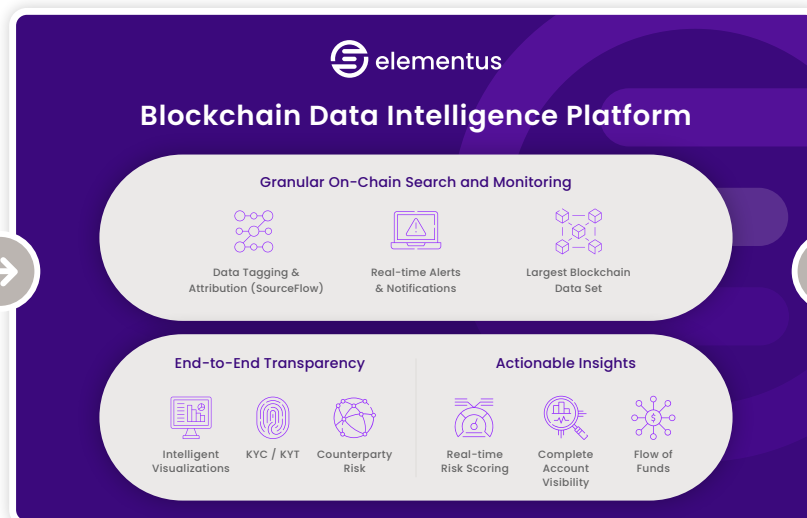 elementus
Blockchain Data Intelligence Platform
Granular On-Chain Search and Monitoring
Data Tagging &
Attribution (SourceFlow)
Real-time Alerts
& Notifications
Largest Blockchain
Data Set
End-to-End Transparency
Intelligent
Visualizations
KYC / KYT
Counterparty
Risk
Actionable Insights
Real-time
Risk Scoring
Complete
Account
Visibility
Flow of
Funds